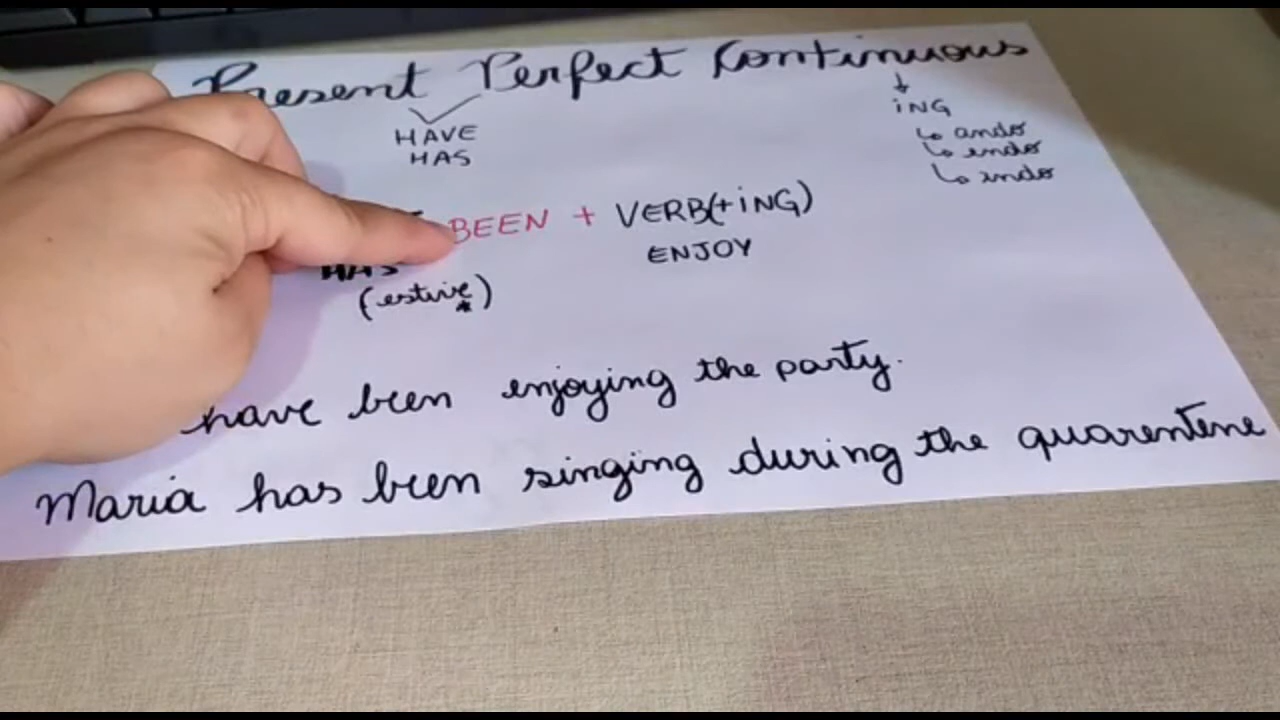 Present Perfect Continuous
HAVE
HAS
ING
↳ ando
↳ endo
↳ indo
BEEN + VERB(+ING)
HAS
ENJOY
(estive*)
have been enjoying the party.
Maria has been singing during the quarentene